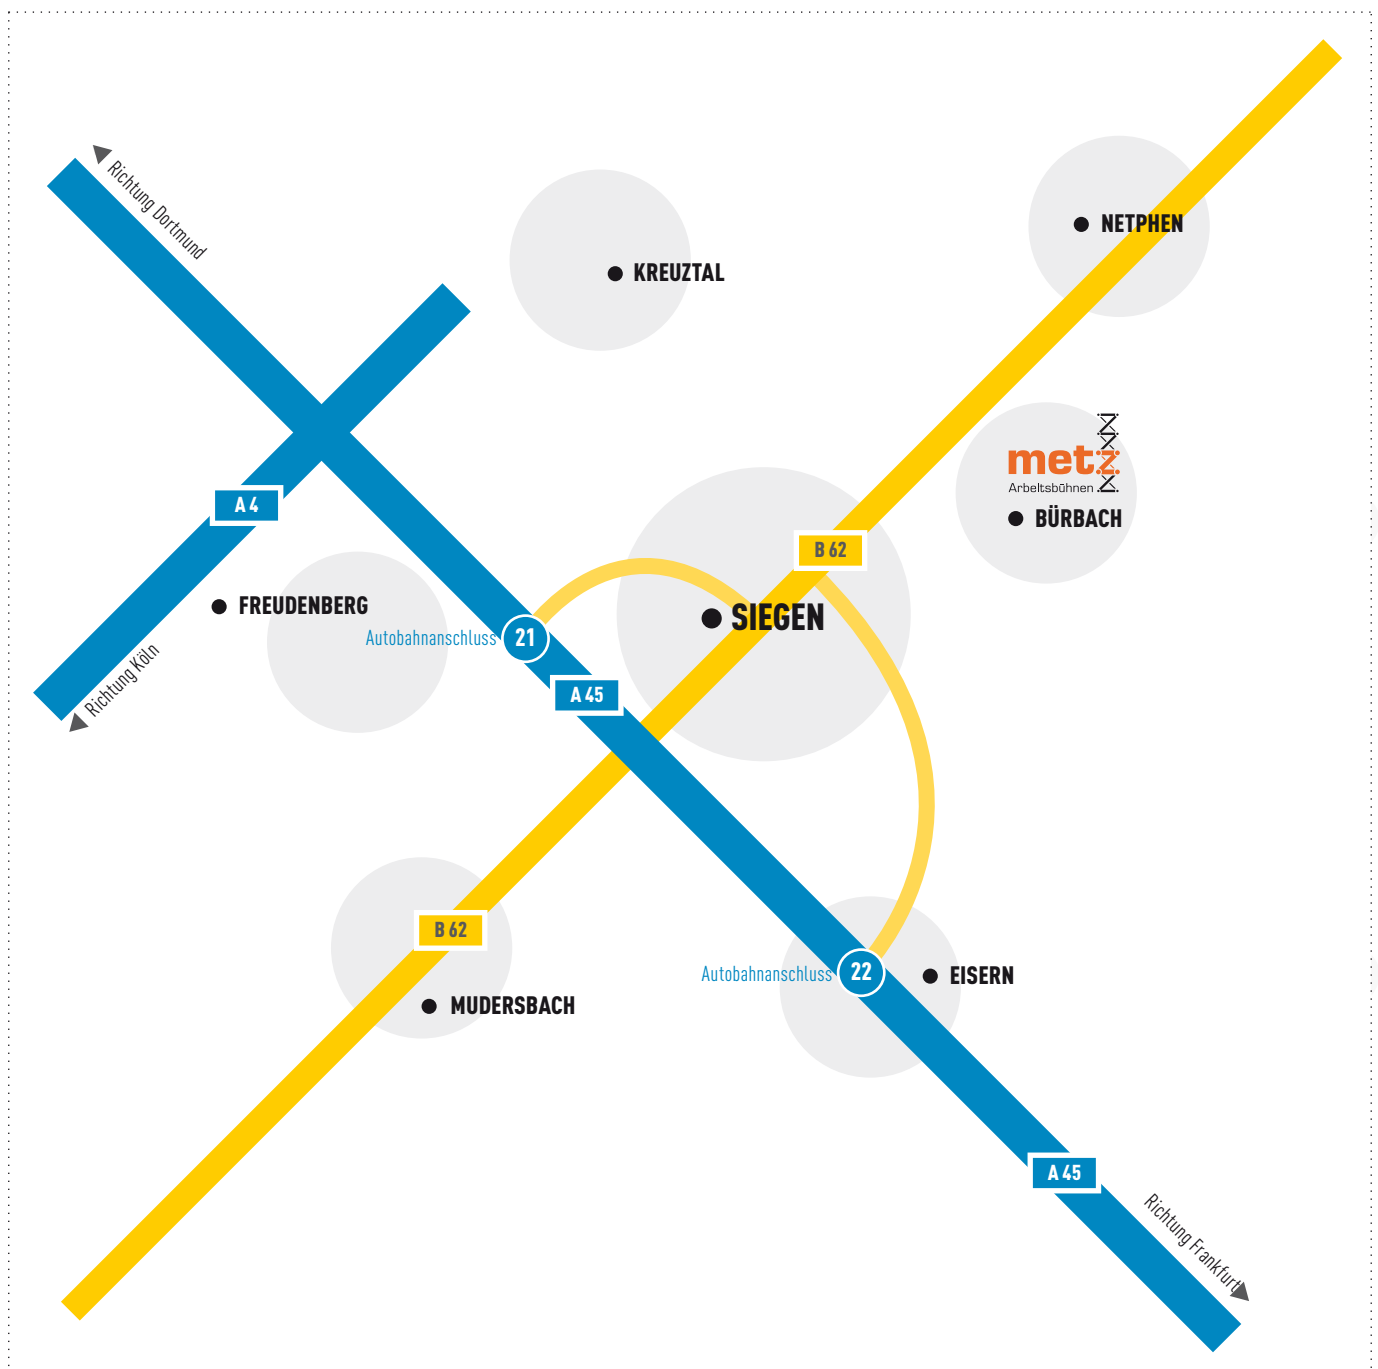 Richtung Dortmund
NETPHEN
KREUZTAL
metz
Arbeitsbühnen
A 4
BÜRBACH
B 62
FREUDENBERG
SIEGEN
Autobahnanschluss 21
Richtung Köln
A 45
B 62
Autobahnanschluss 22
EISERN
MUDERSBACH
A 45
Richtung Frankfurt